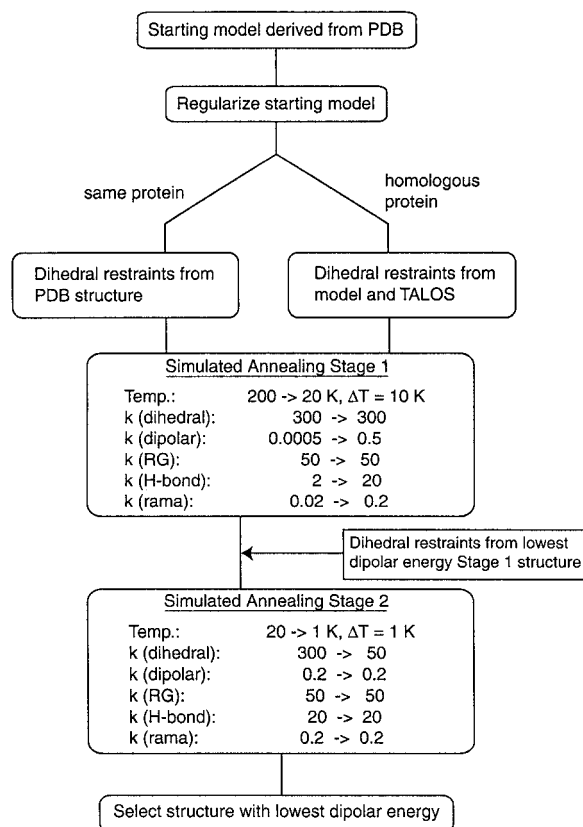 Starting model derived from PDB
Regularize starting model
same protein
homologous
protein
Dihedral restraints from
PDB structure
Dihedral restraints from
model and TALOS
Simulated Annealing Stage 1
Temp.: 200 -> 20 K, ΔT = 10 K
k (dihedral): 300 -> 300
k (dipolar): 0.0005 -> 0.5
k (RG): 50 -> 50
k (H-bond): 2 -> 20
k (rama): 0.02 -> 0.2
Dihedral restraints from lowest
dipolar energy Stage 1 structure
Simulated Annealing Stage 2
Temp.: 20 -> 1 K, ΔT = 1 K
k (dihedral): 300 -> 50
k (dipolar): 0.2 -> 0.2
k (RG): 50 -> 50
k (H-bond): 20 -> 20
k (rama): 0.2 -> 0.2
Select structure with lowest dipolar energy